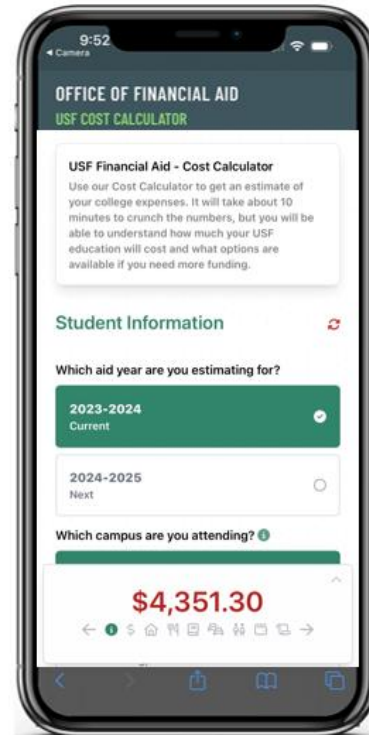 9:52
Camera
OFFICE OF FINANCIAL AID
USF COST CALCULATOR
USF Financial Aid - Cost Calculator
Use our Cost Calculator to get an estimate of
your college expenses. It will take about 10
minutes to crunch the numbers, but you will be
able to understand how much your USF
education will cost and what options are
available if you need more funding.
Student Information
Which aid year are you estimating for?
2023-2024
Current
2024-2025
Next
Which campus are you attending?
$4,351.30